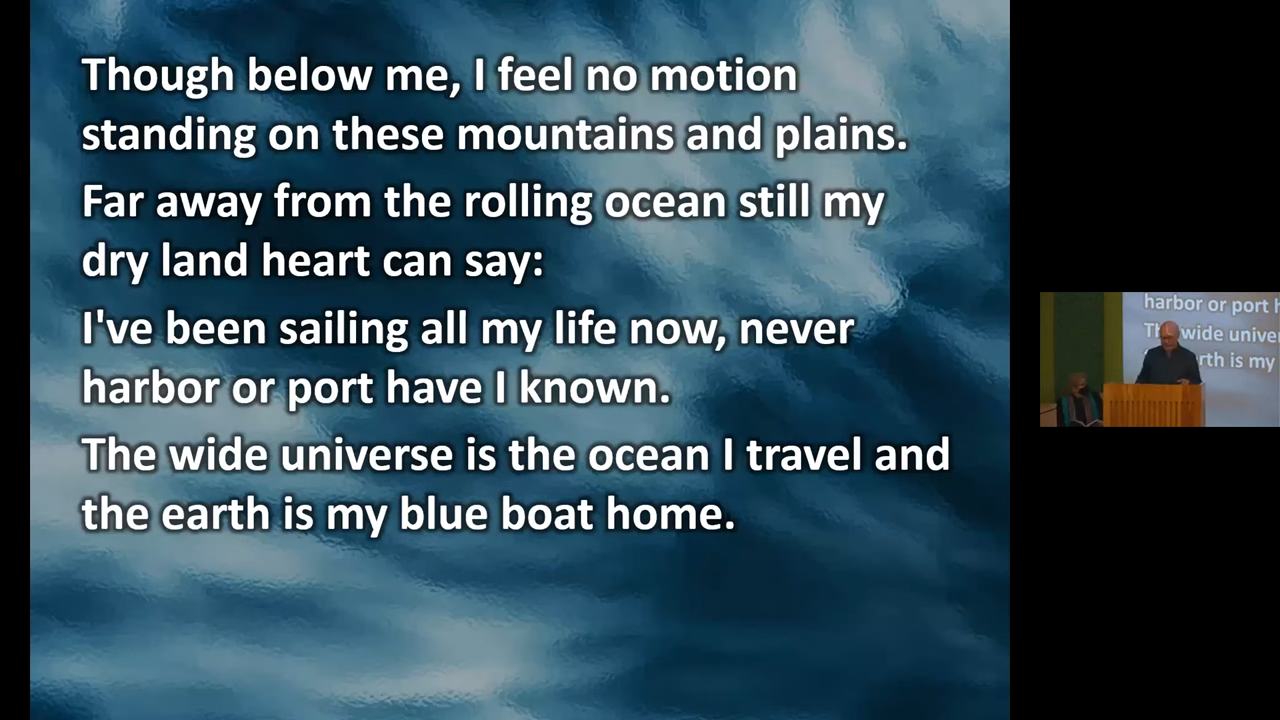 Though below me, I feel no motion
standing on these mountains and plains.
Far away from the rolling ocean still my
dry land heart can say:
I've been sailing all my life now, never
harbor or port have I known.
The wide universe is the ocean I travel and
the earth is my blue boat home.
harbor or port h
Th wide unive
rth is my